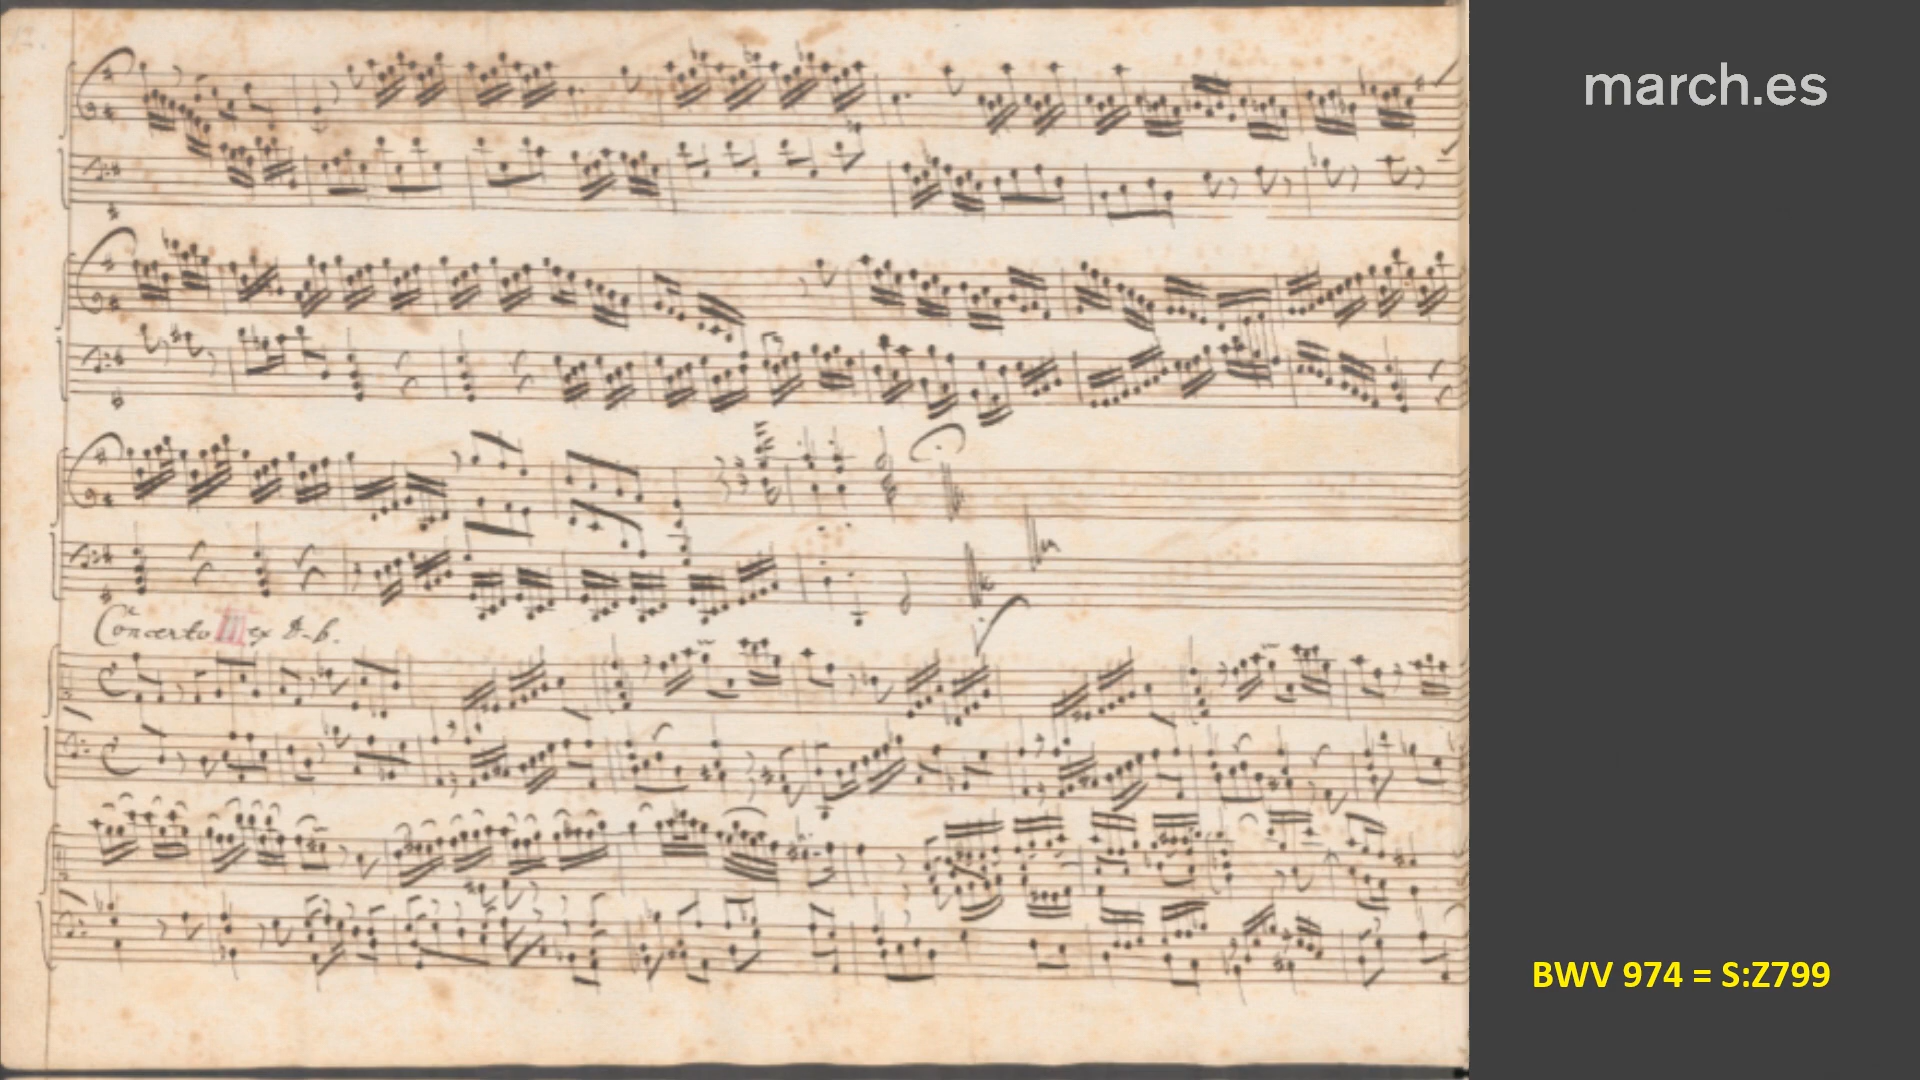 march.es
Concerto III ex D-b.
BWV 974 = S:Z799